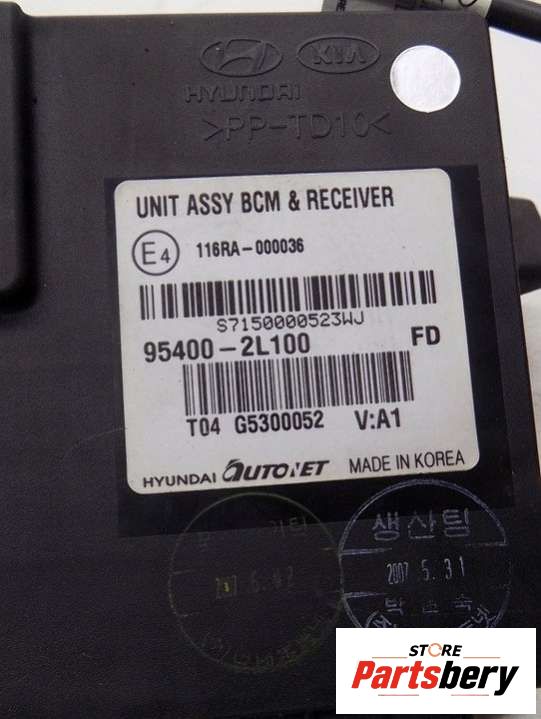 HYUNDAI KIA
>PP-TD10<
UNIT ASSY BCM & RECEIVER
E4 116RA-000036
S7150000523WJ
95400-2L100 FD
T04 G5300052 V:A1
HYUNDAI AUTONET MADE IN KOREA
생산팀
2007. 5. 31
STORE
Partsbery